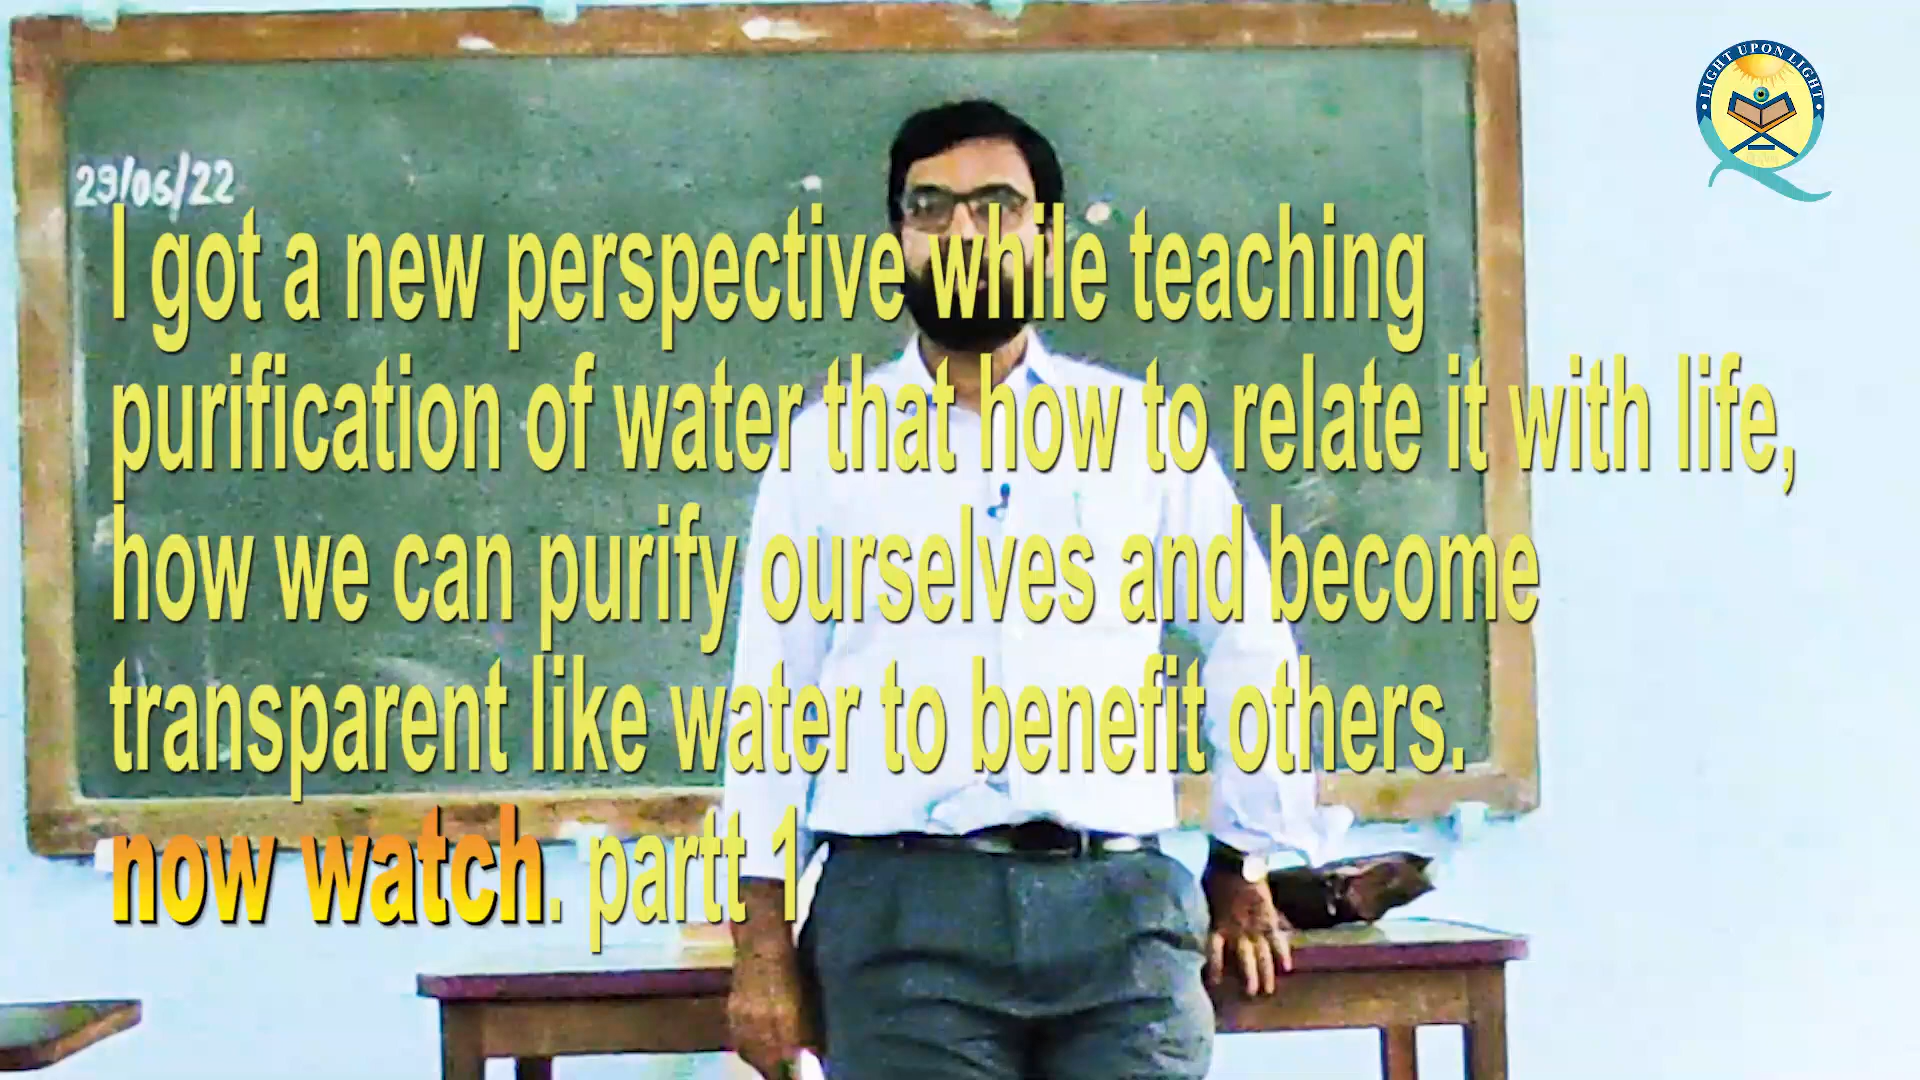 LIGHT UPON LIGHT
29/06/22
I got a new perspective while teaching
purification of water that how to relate it with life,
how we can purify ourselves and become
transparent like water to benefit others.
now watch. partt 1